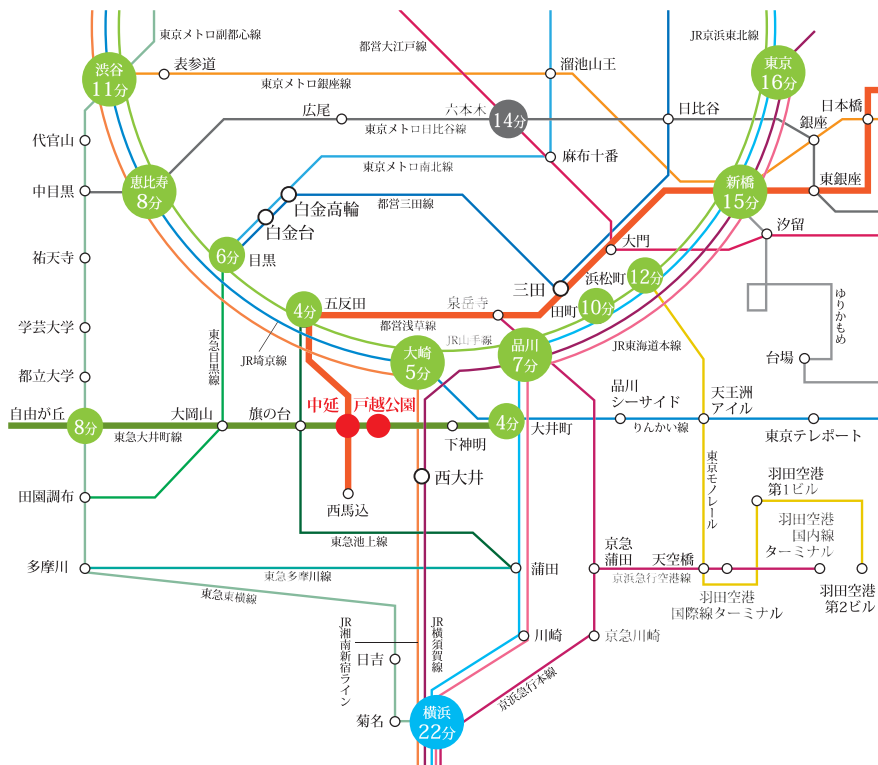 東京メトロ副都心線
都営大江戸線
JR京浜東北線
渋谷
11分
表参道
東京メトロ銀座線
溜池山王
東京
16分
広尾
六本木
14分
東京メトロ日比谷線
日比谷
日本橋
銀座
代官山
麻布十番
東京メトロ南北線
中目黒
恵比寿
8分
白金高輪
都営三田線
新橋
15分
東銀座
白金台
汐留
祐天寺
6分
目黒
大門
浜松町
12分
三田
田町
10分
ゆりかもめ
学芸大学
4分
五反田
泉岳寺
都営浅草線
JR山手線
東急目黒線
JR埼京線
大崎
5分
品川
7分
JR東海道本線
台場
都立大学
自由が丘
8分
大岡山
旗の台
中延
戸越公園
4分
大井町
品川
シーサイド
天王洲
アイル
りんかい線
東京テレポート
東急大井町線
下神明
東京モノレール
西大井
田園調布
西馬込
羽田空港
第1ビル
羽田空港
国内線
ターミナル
東急池上線
京急
蒲田
天空橋
多摩川
東急多摩川線
蒲田
京浜急行空港線
羽田空港
国際線ターミナル
羽田空港
第2ビル
東急東横線
JR湘南新宿ライン
JR横須賀線
川崎
京急川崎
日吉
京浜急行本線
菊名
横浜
22分